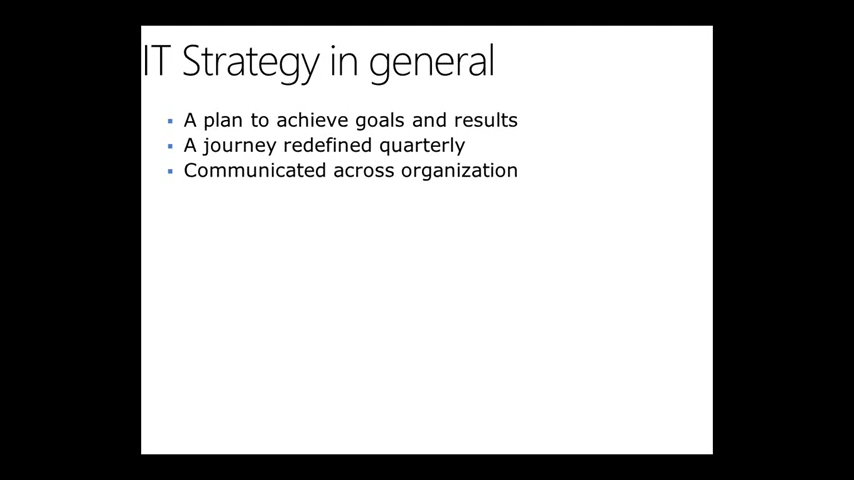 IT Strategy in general
▪ A plan to achieve goals and results
▪ A journey redefined quarterly
▪ Communicated across organization